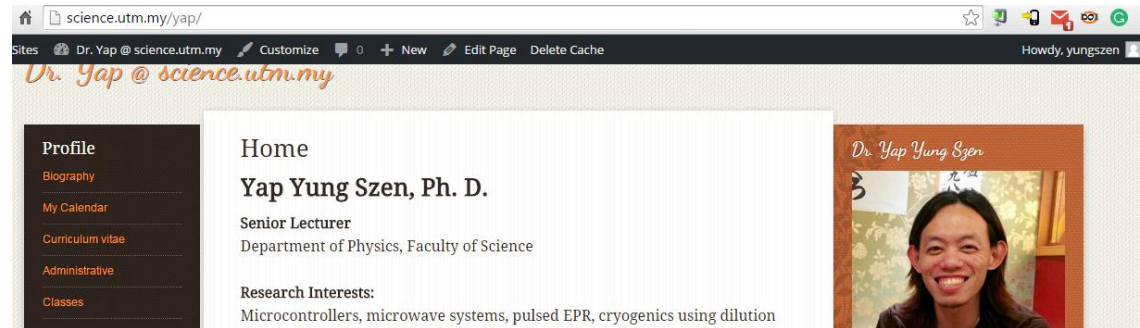 science.utm.my/yap/
Sites Dr. Yap @ science.utm.my Customize 0 + New Edit Page Delete Cache Howdy, yungszen
Dr. Yap @ science.utm.my
Profile
Biography
My Calendar
Curriculum vitae
Administrative
Classes
Home
Yap Yung Szen, Ph. D.
Senior Lecturer
Department of Physics, Faculty of Science
Research Interests:
Microcontrollers, microwave systems, pulsed EPR, cryogenics using dilution
Dr. Yap Yung Szen
九